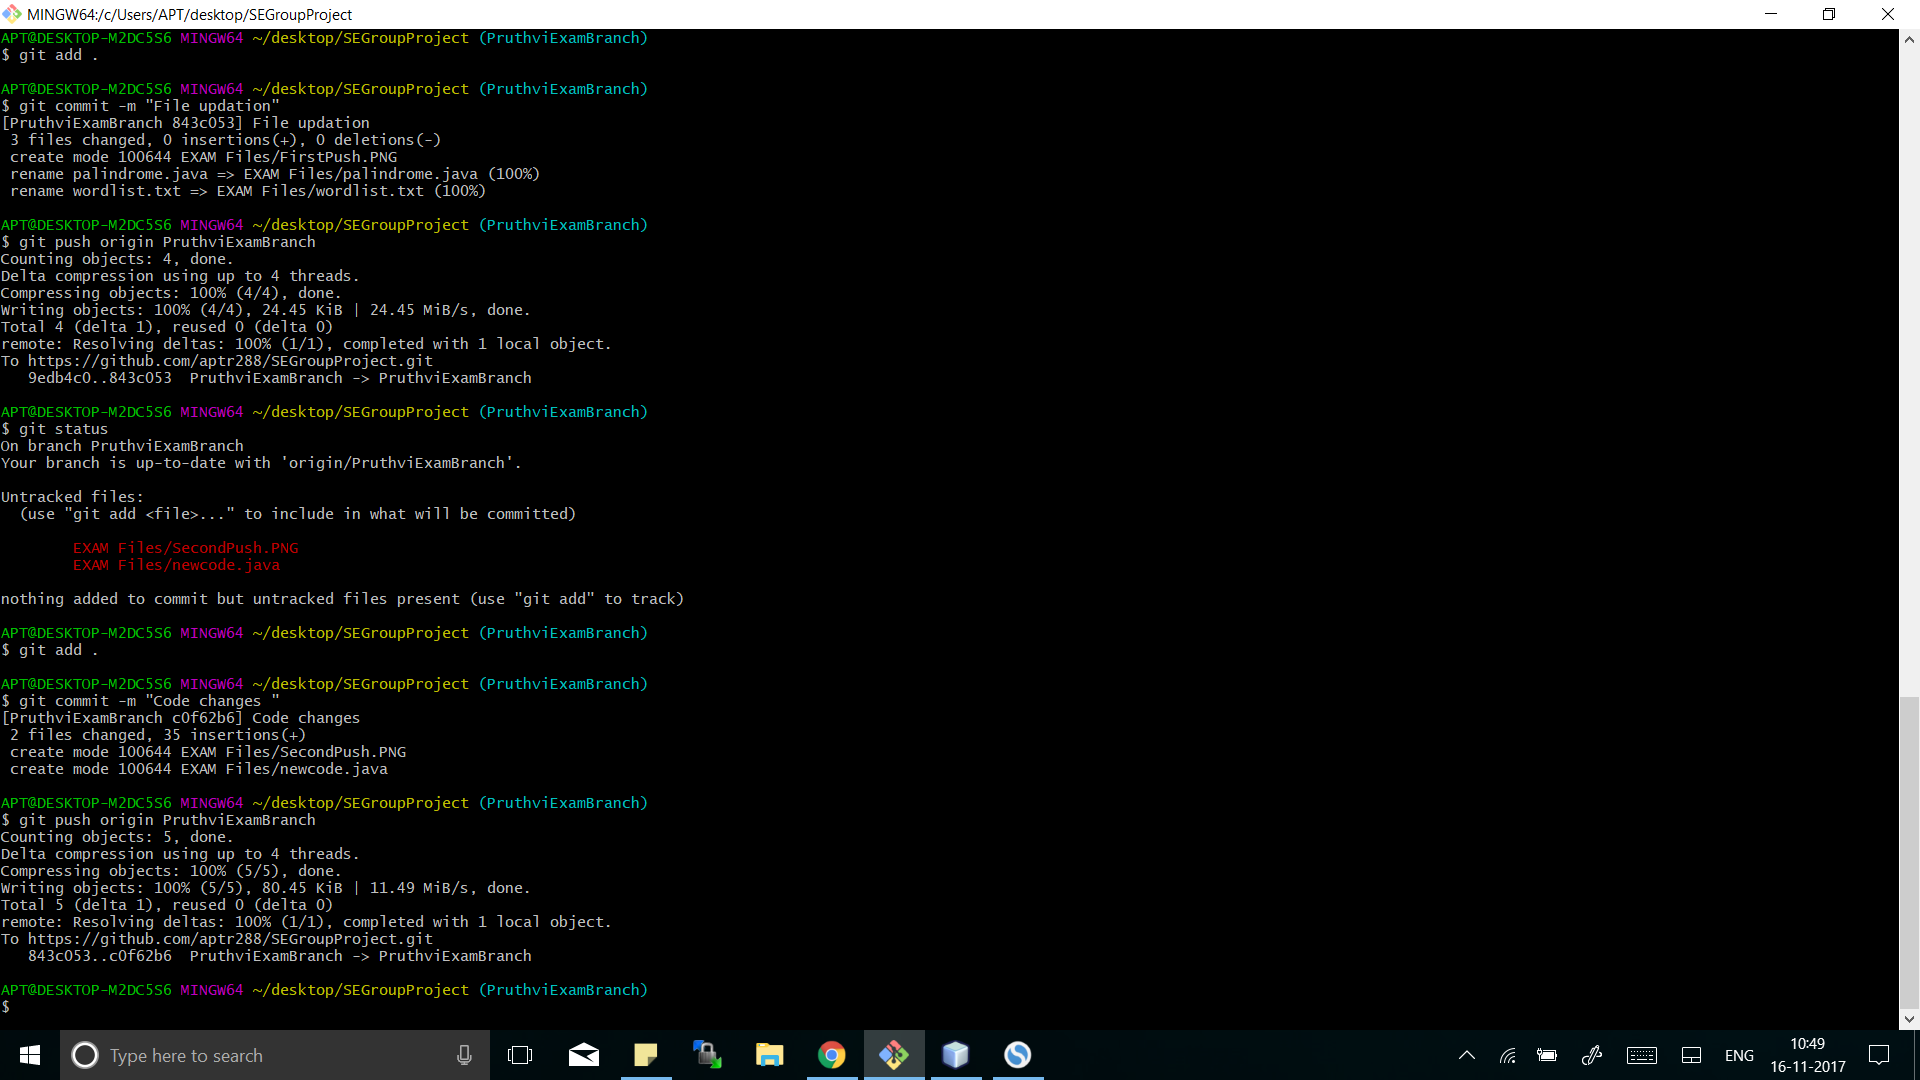 MINGW64:/c/Users/APT/desktop/SEGroupProject
APT@DESKTOP-M2DC5S6 MINGW64 ~/desktop/SEGroupProject (PruthviExamBranch)
$ git add .
APT@DESKTOP-M2DC5S6 MINGW64 ~/desktop/SEGroupProject (PruthviExamBranch)
$ git commit -m "File updation"
[PruthviExamBranch 843c053] File updation
 3 files changed, 0 insertions(+), 0 deletions(-)
 create mode 100644 EXAM Files/FirstPush.PNG
 rename palindrome.java => EXAM Files/palindrome.java (100%)
 rename wordlist.txt => EXAM Files/wordlist.txt (100%)
APT@DESKTOP-M2DC5S6 MINGW64 ~/desktop/SEGroupProject (PruthviExamBranch)
$ git push origin PruthviExamBranch
Counting objects: 4, done.
Delta compression using up to 4 threads.
Compressing objects: 100% (4/4), done.
Writing objects: 100% (4/4), 24.45 KiB | 24.45 MiB/s, done.
Total 4 (delta 1), reused 0 (delta 0)
remote: Resolving deltas: 100% (1/1), completed with 1 local object.
To https://github.com/aptr288/SEGroupProject.git
   9edb4c0..843c053  PruthviExamBranch -> PruthviExamBranch
APT@DESKTOP-M2DC5S6 MINGW64 ~/desktop/SEGroupProject (PruthviExamBranch)
$ git status
On branch PruthviExamBranch
Your branch is up-to-date with 'origin/PruthviExamBranch'.
Untracked files:
  (use "git add <file>..." to include in what will be committed)
        EXAM Files/SecondPush.PNG
        EXAM Files/newcode.java
nothing added to commit but untracked files present (use "git add" to track)
APT@DESKTOP-M2DC5S6 MINGW64 ~/desktop/SEGroupProject (PruthviExamBranch)
$ git add .
APT@DESKTOP-M2DC5S6 MINGW64 ~/desktop/SEGroupProject (PruthviExamBranch)
$ git commit -m "Code changes "
[PruthviExamBranch c0f62b6] Code changes
 2 files changed, 35 insertions(+)
 create mode 100644 EXAM Files/SecondPush.PNG
 create mode 100644 EXAM Files/newcode.java
APT@DESKTOP-M2DC5S6 MINGW64 ~/desktop/SEGroupProject (PruthviExamBranch)
$ git push origin PruthviExamBranch
Counting objects: 5, done.
Delta compression using up to 4 threads.
Compressing objects: 100% (5/5), done.
Writing objects: 100% (5/5), 80.45 KiB | 11.49 MiB/s, done.
Total 5 (delta 1), reused 0 (delta 0)
remote: Resolving deltas: 100% (1/1), completed with 1 local object.
To https://github.com/aptr288/SEGroupProject.git
   843c053..c0f62b6  PruthviExamBranch -> PruthviExamBranch
APT@DESKTOP-M2DC5S6 MINGW64 ~/desktop/SEGroupProject (PruthviExamBranch)
$
Type here to search
ENG
10:49
16-11-2017